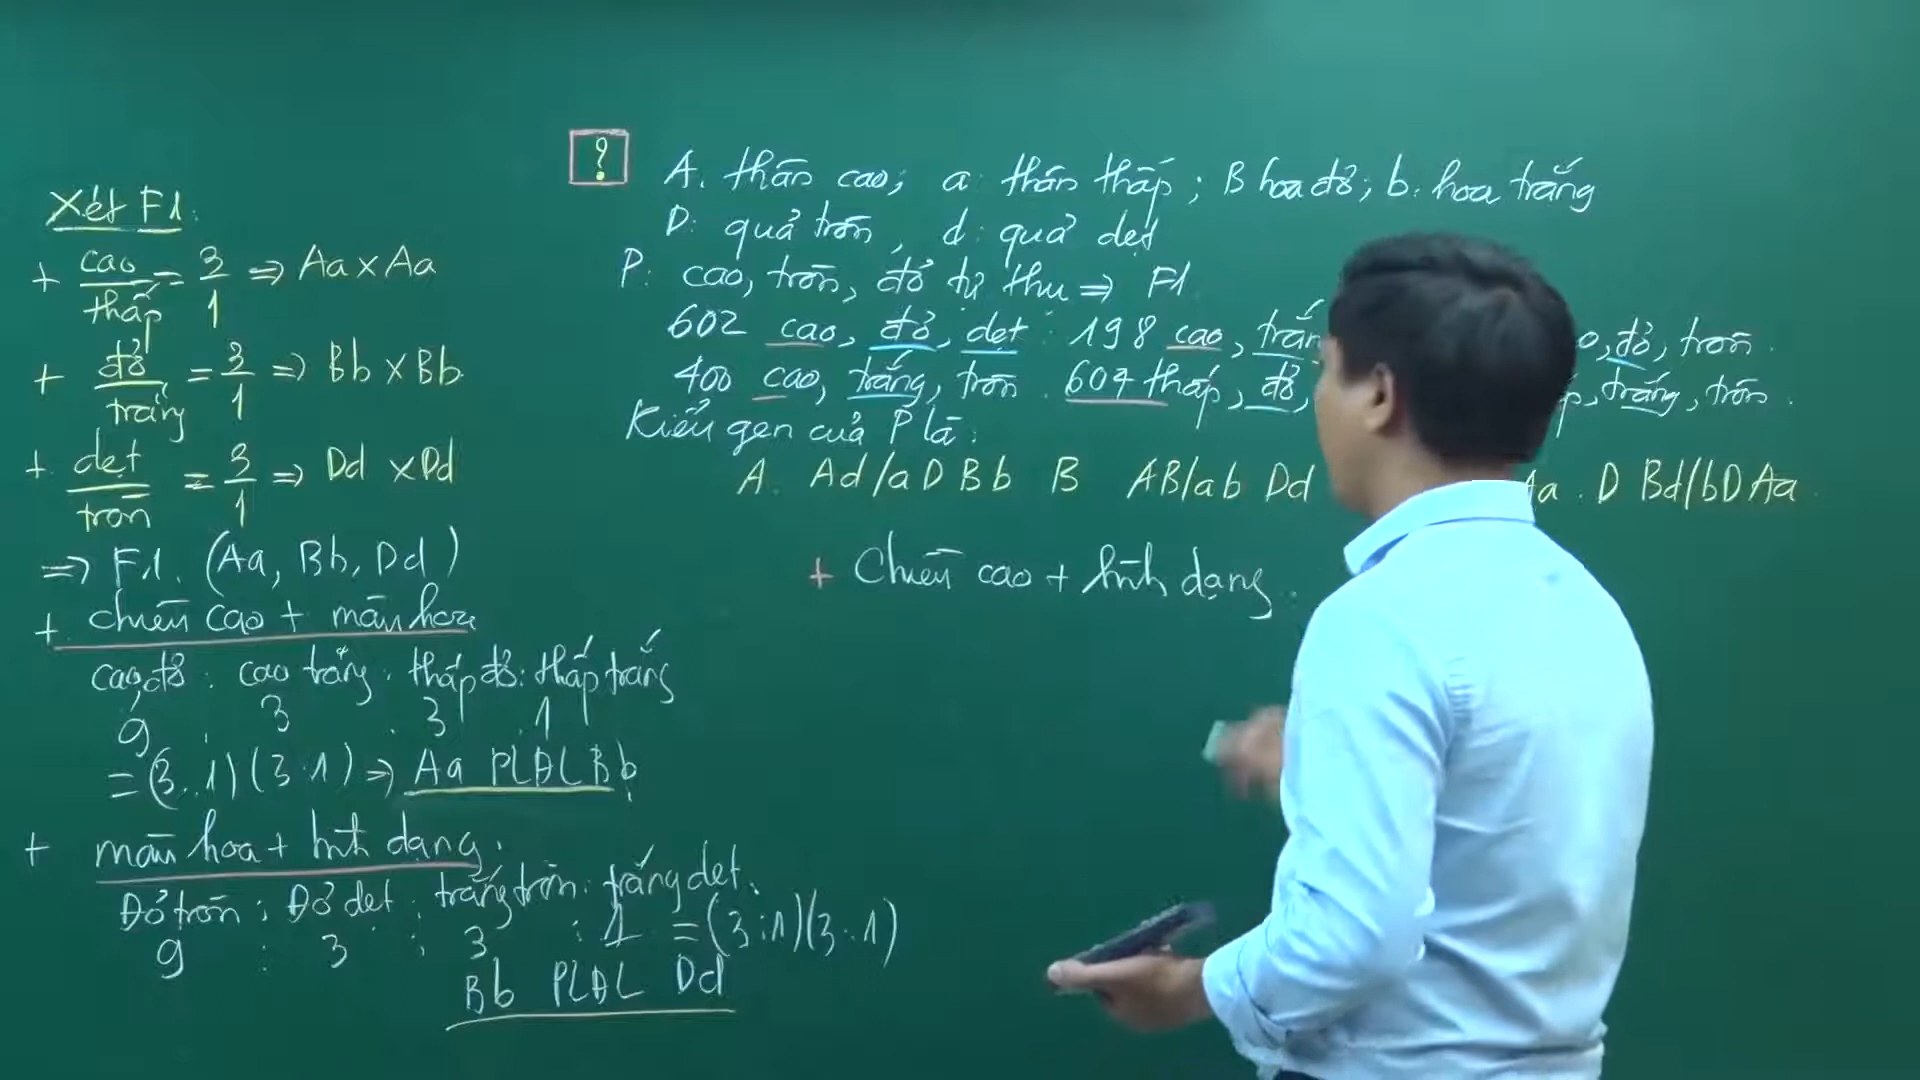 Xét F1:
+ cao/thấp = 3/1 => Aa x Aa
+ đỏ/trắng = 3/1 => Bb x Bb
+ dẹt/tròn = 3/1 => Dd x Dd
=> F1. (Aa, Bb, Dd)
+ chiều cao + màu hoa
cao, đỏ : cao trắng . thấp đỏ : thấp trắng
9 : 3 . 3 . 1
= (3 : 1)(3 : 1) => Aa PLĐL Bb
+ màu hoa + hình dạng.
Đỏ tròn : Đỏ dẹt : trắng tròn : trắng dẹt.
9 : 3 : 3 : 1 = (3 : 1)(3 : 1)
Bb PLĐL Dd
?
A. thân cao; a: thân thấp; B hoa đỏ; b: hoa trắng
D: quả tròn, d: quả dẹt
P: cao, tròn, đỏ tự thụ => F1
602 cao, đỏ, dẹt : 198 cao, , đỏ, tròn.
400 cao, trắng, tròn . 604 thấp, đỏ, , trắng, tròn.
Kiểu gen của P là:
A. Ad/aD Bb B AB/ab Dd Aa . D Bd/bD Aa.
+ Chiều cao + hình dạng.